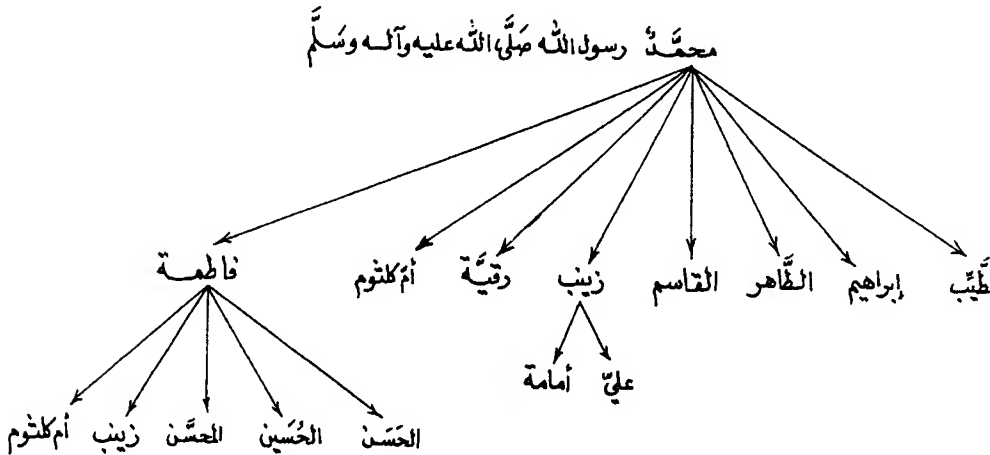 محمَّدٌ رسول الله صَلَّى الله عليه وآله وسَلَّم
طَّيِّب إبراهيم الطَّاهر القاسم زينب رقيَّة أمّ كلثوم فاطمة
عليّ أمامة
الحَسَن الحُسَين المحسَّن زينب أم كلثوم